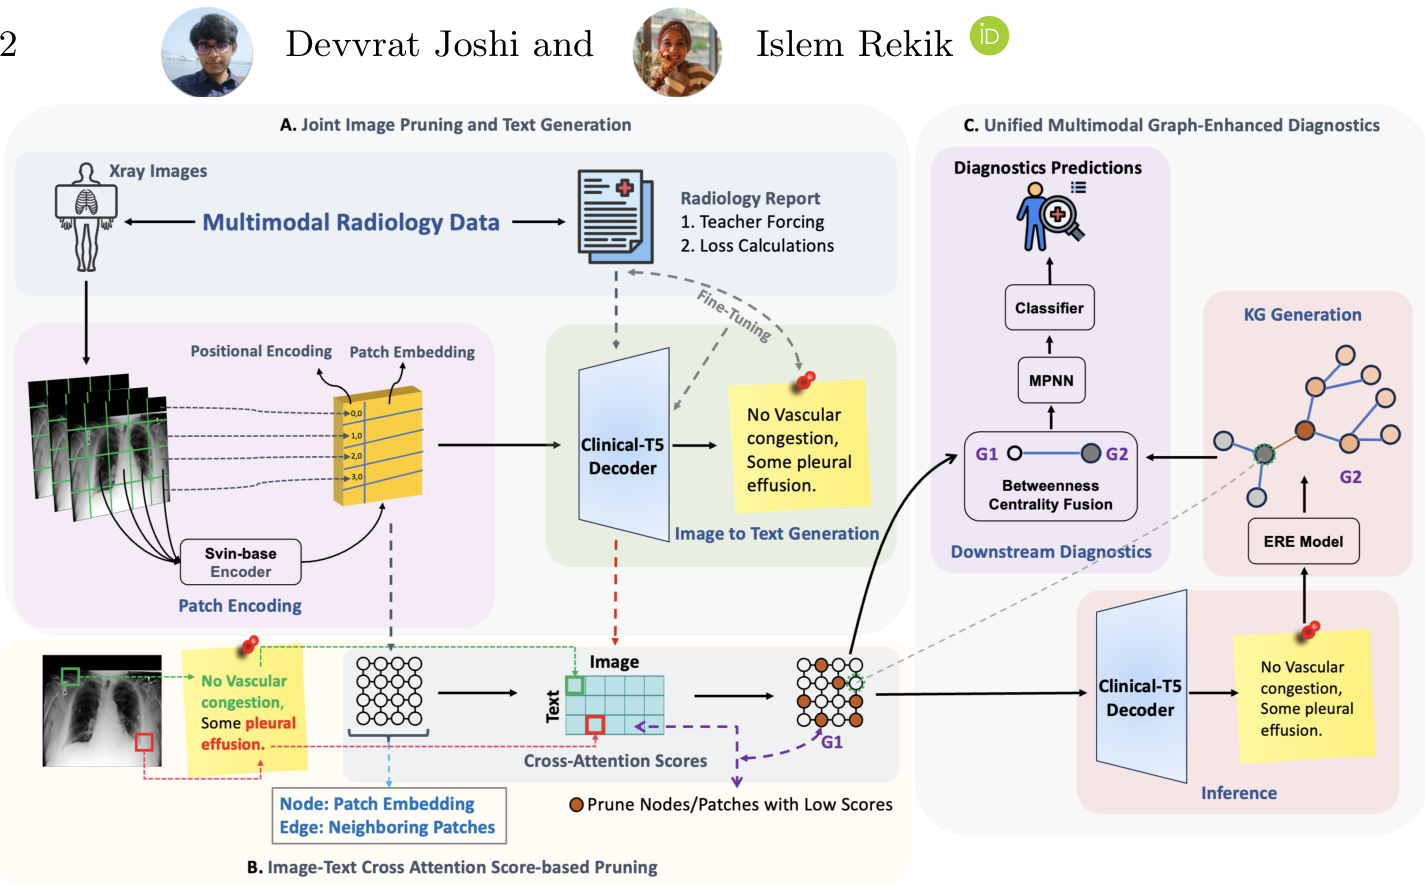 2
Devvrat Joshi and Islem Rekik iD
A. Joint Image Pruning and Text Generation
Xray Images
Multimodal Radiology Data
Radiology Report
1. Teacher Forcing
2. Loss Calculations
Fine-Tuning
Positional Encoding
Patch Embedding
0,0
1,0
2,0
3,0
Svin-base
Encoder
Patch Encoding
Clinical-T5
Decoder
No Vascular
congestion,
Some pleural
effusion.
Image to Text Generation
No Vascular
congestion,
Some pleural
effusion.
Image
Text
Cross-Attention Scores
G1
Node: Patch Embedding
Edge: Neighboring Patches
Prune Nodes/Patches with Low Scores
B. Image-Text Cross Attention Score-based Pruning
C. Unified Multimodal Graph-Enhanced Diagnostics
Diagnostics Predictions
Classifier
MPNN
G1
G2
Betweenness
Centrality Fusion
Downstream Diagnostics
KG Generation
G2
ERE Model
Clinical-T5
Decoder
No Vascular
congestion,
Some pleural
effusion.
Inference